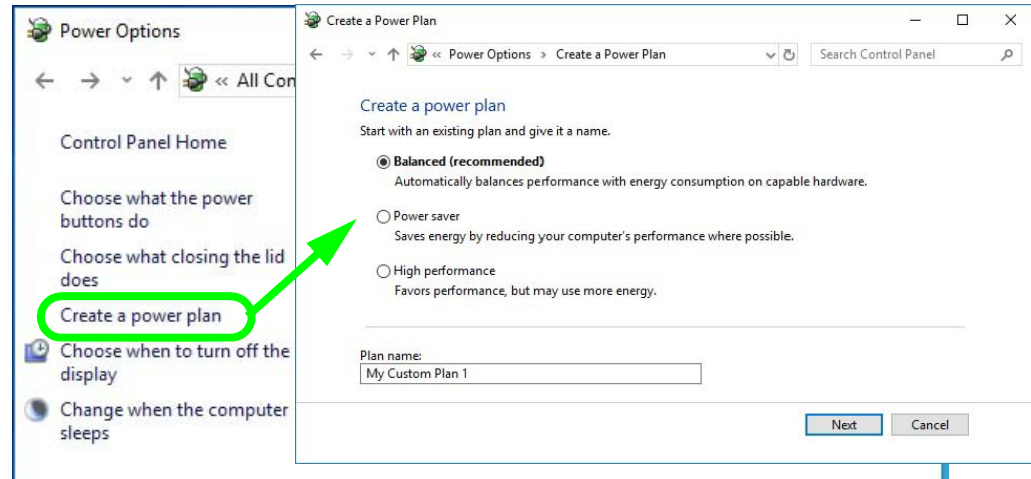 Power Options
« All Con
Control Panel Home
Choose what the power
buttons do
Choose what closing the lid
does
Create a power plan
Choose when to turn off the
display
Change when the computer
sleeps
Create a Power Plan
« Power Options > Create a Power Plan
Search Control Panel
Create a power plan
Start with an existing plan and give it a name.
Balanced (recommended)
Automatically balances performance with energy consumption on capable hardware.
Power saver
Saves energy by reducing your computer's performance where possible.
High performance
Favors performance, but may use more energy.
Plan name:
My Custom Plan 1
Next Cancel